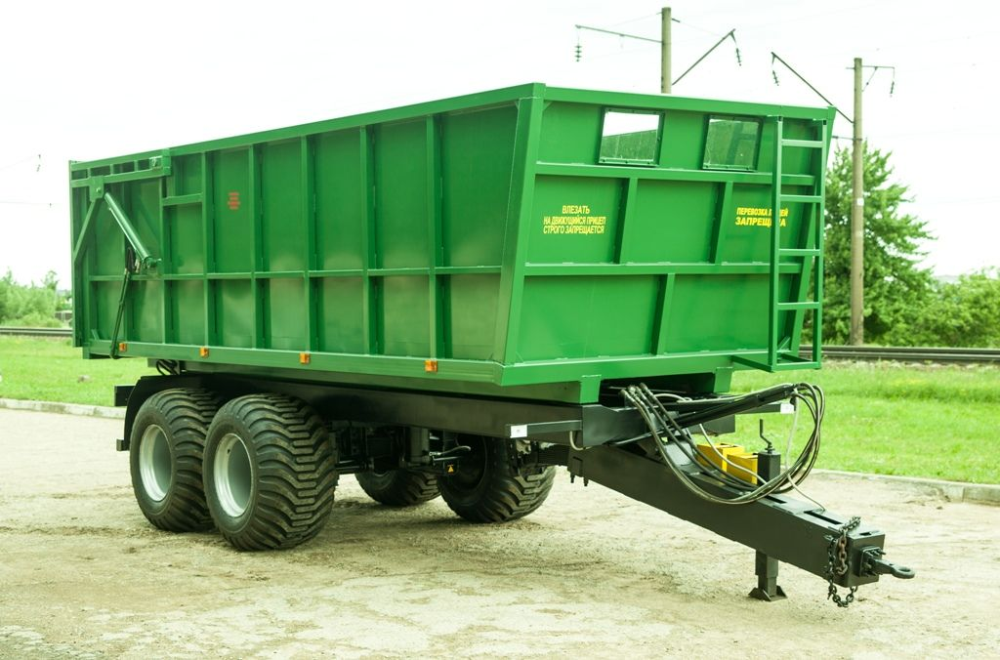 ВЛЕЗАТЬ
НА ДВИЖУЩИЙСЯ ПРИЦЕП
СТРОГО ЗАПРЕЩАЕТСЯ
ПЕРЕВОЗКА
ЗАПРЕЩЕНА